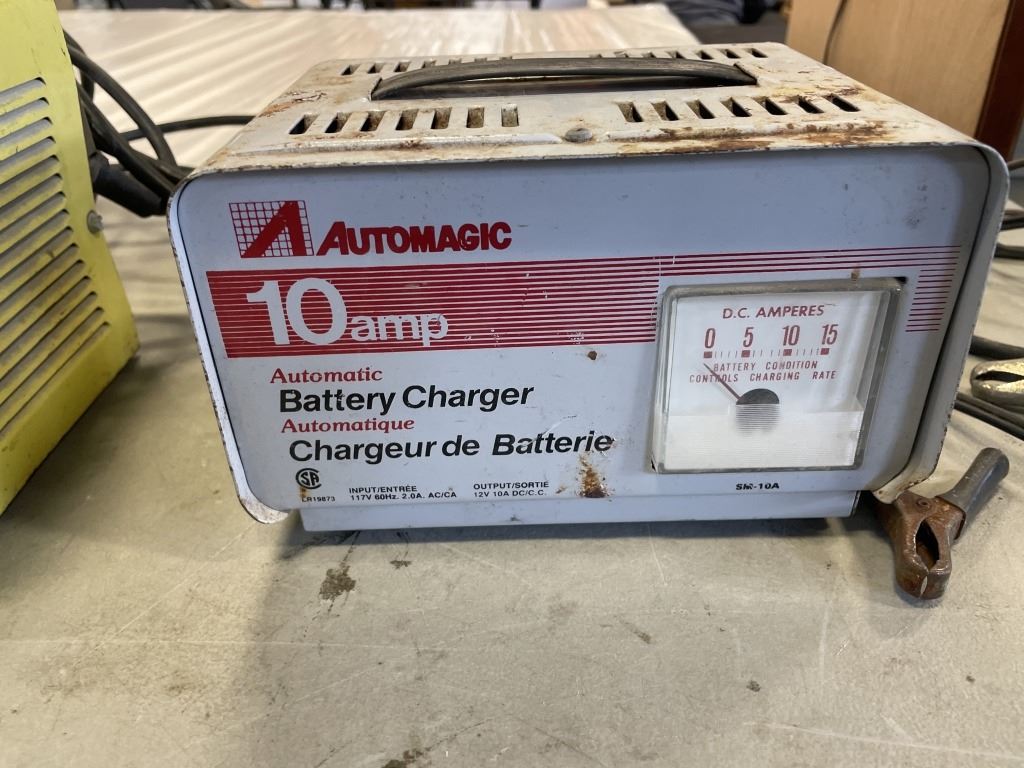 AUTOMAGIC
10amp
Automatic
Battery Charger
Automatique
Chargeur de Batterie
LR19873
INPUT/ENTRÉE
117V 60Hz. 2.0A. AC/CA
OUTPUT/SORTIE
12V 10A DC/C.C.
D.C. AMPERES
0 5 10 15
BATTERY CONDITION
CONTROLS CHARGING RATE
SM-10A